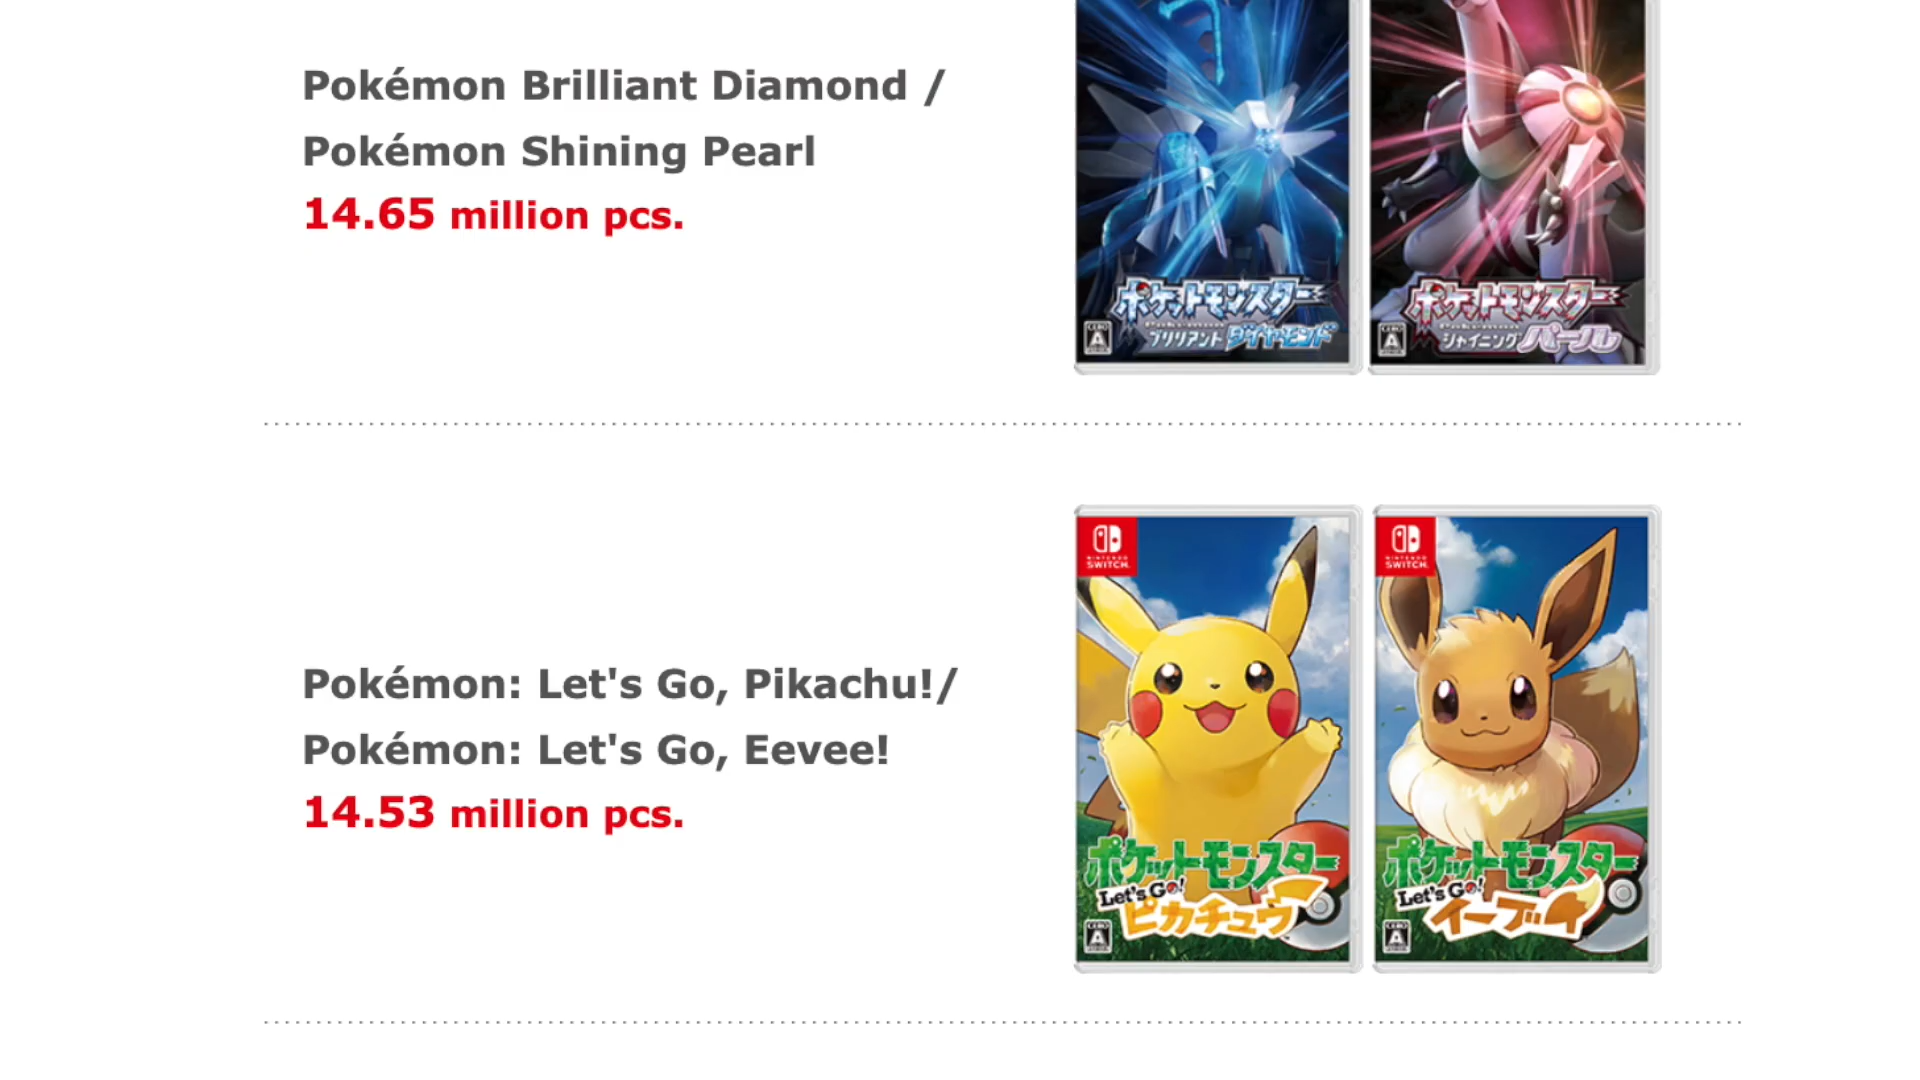 Pokémon Brilliant Diamond /
Pokémon Shining Pearl
14.65 million pcs.
ポケットモンスター
ブリリアント ダイヤモンド
A
ポケットモンスター
シャイニング パール
A
Pokémon: Let's Go, Pikachu!/
Pokémon: Let's Go, Eevee!
14.53 million pcs.
NINTENDO
SWITCH
ポケットモンスター
Let's Go!
ピカチュウ
CERO
A
NINTENDO
SWITCH
ポケットモンスター
Let's Go!
イーブイ
CERO
A